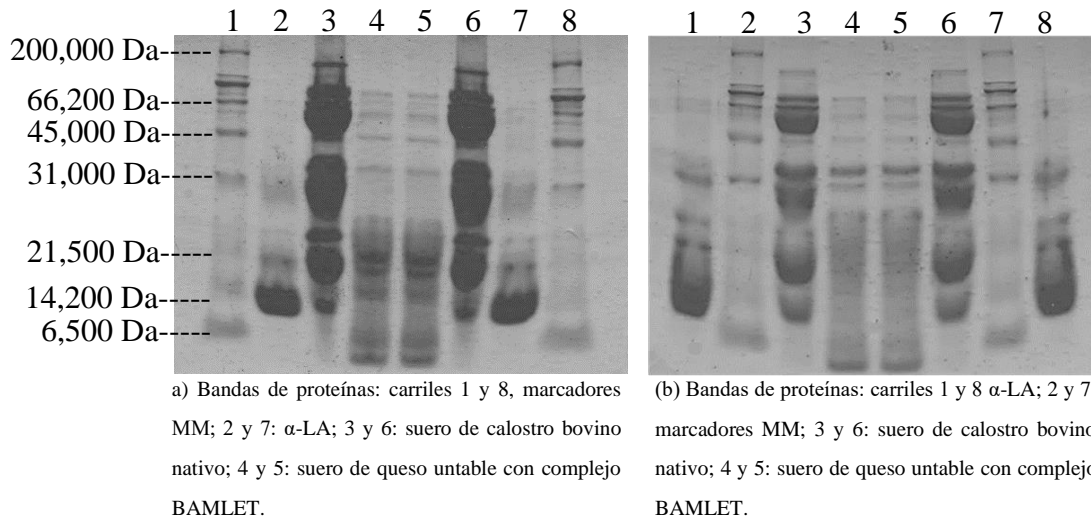 1 2 3 4 5 6 7 8
200,000 Da-----
66,200 Da-----
45,000 Da-----
31,000 Da-----
21,500 Da-----
14,200 Da-----
6,500 Da-----
a) Bandas de proteínas: carriles 1 y 8, marcadores
MM; 2 y 7: α-LA; 3 y 6: suero de calostro bovino
nativo; 4 y 5: suero de queso untable con complejo
BAMLET.
1 2 3 4 5 6 7 8
(b) Bandas de proteínas: carriles 1 y 8 α-LA; 2 y 7
marcadores MM; 3 y 6: suero de calostro bovino
nativo; 4 y 5: suero de queso untable con complejo
BAMLET.